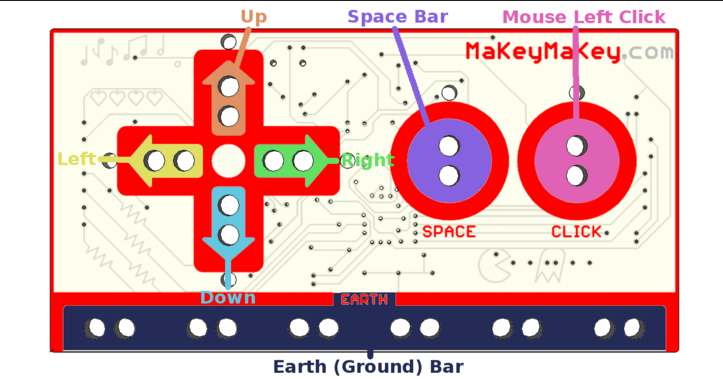 Up
Space Bar
Mouse Left Click
MaKeyMaKey.com
Left
Right
SPACE
CLICK
Down
EARTH
Earth (Ground) Bar